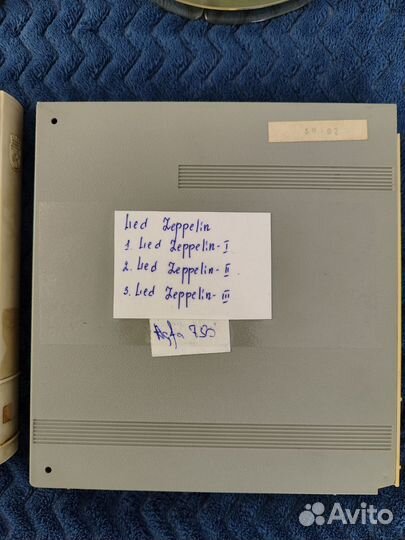 Led Zeppelin
1. Led Zeppelin - I
2. Led Zeppelin - II
3. Led Zeppelin - III
Agfa 750
Avito